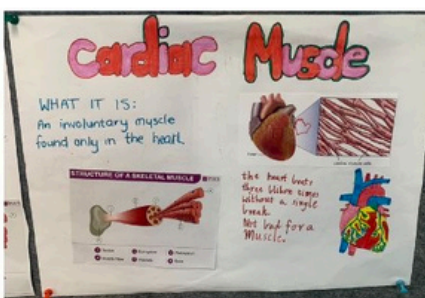 Cardiac Muscle
WHAT IT IS:
An involuntary muscle
found only in the heart.
STRUCTURE OF A SKELETAL MUSCLE
the heart beats
three billion times
without a single
break.
Not bad for a
Muscle.